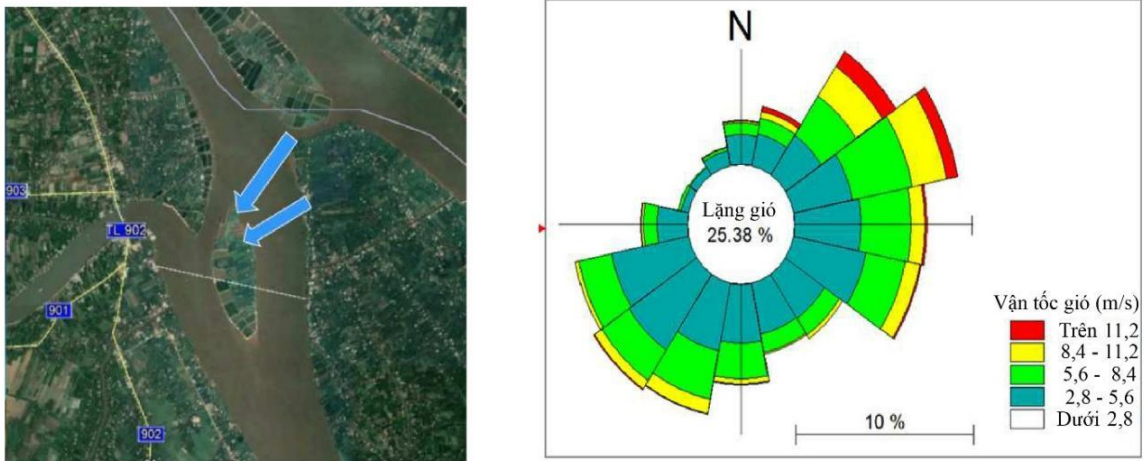 903
TL 902
901
902
N
Lặng gió
25.38 %
Vận tốc gió (m/s)
Trên 11,2
8,4 - 11,2
5,6 - 8,4
2,8 - 5,6
Dưới 2,8
10 %